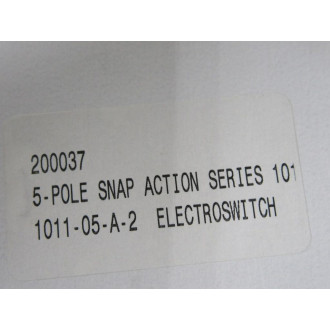 200037
5-POLE SNAP ACTION SERIES 101
1011-05-A-2 ELECTROSWITCH